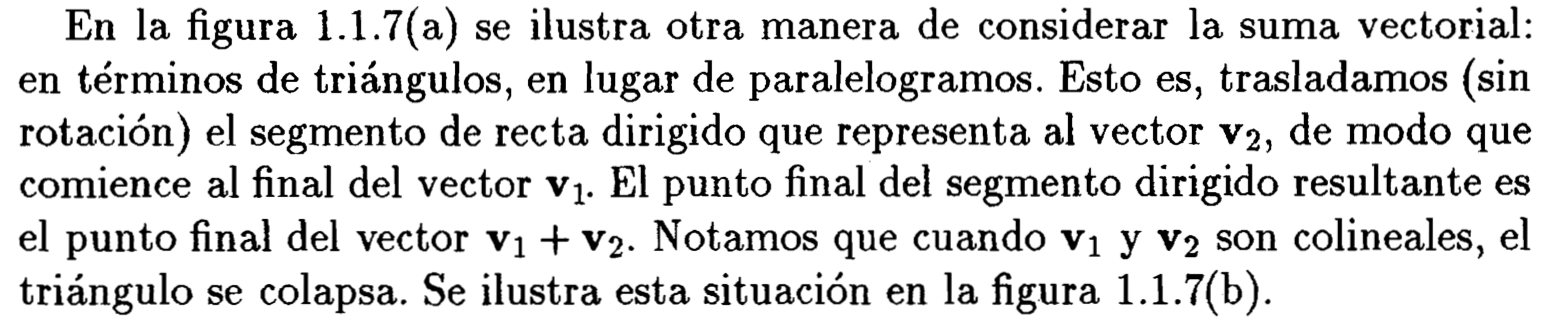 En la figura 1.1.7(a) se ilustra otra manera de considerar la suma vectorial:
en términos de triángulos, en lugar de paralelogramos. Esto es, trasladamos (sin
rotación) el segmento de recta dirigido que representa al vector v₂, de modo que
comience al final del vector v₁. El punto final del segmento dirigido resultante es
el punto final del vector v₁ + v₂. Notamos que cuando v₁ y v₂ son colineales, el
triángulo se colapsa. Se ilustra esta situación en la figura 1.1.7(b).